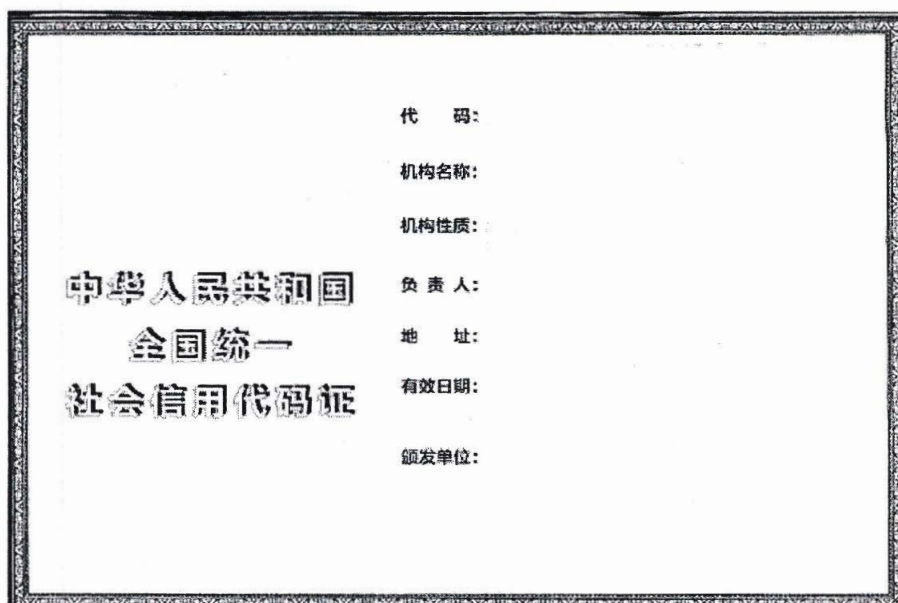 中华人民共和国
全国统一
社会信用代码证
代 码：
机构名称：
机构性质：
负 责 人：
地 址：
有效日期：
颁发单位：